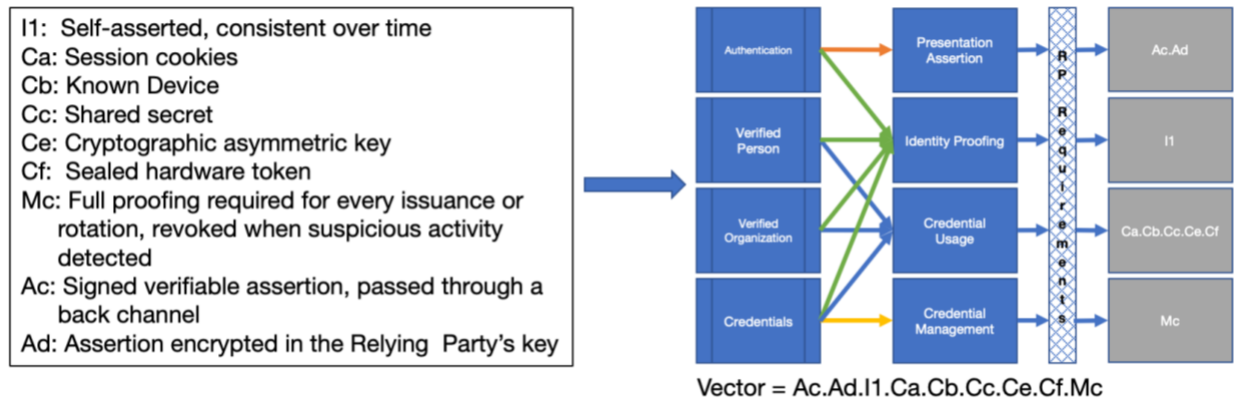 I1: Self-asserted, consistent over time
Ca: Session cookies
Cb: Known Device
Cc: Shared secret
Ce: Cryptographic asymmetric key
Cf: Sealed hardware token
Mc: Full proofing required for every issuance or
rotation, revoked when suspicious activity
detected
Ac: Signed verifiable assertion, passed through a
back channel
Ad: Assertion encrypted in the Relying Party's key
Authentication
Verified
Person
Verified
Organization
Credentials
Presentation
Assertion
Identity Proofing
Credential
Usage
Credential
Management
RP Requirements
Ac.Ad
I1
Ca.Cb.Cc.Ce.Cf
Mc
Vector = Ac.Ad.I1.Ca.Cb.Cc.Ce.Cf.Mc